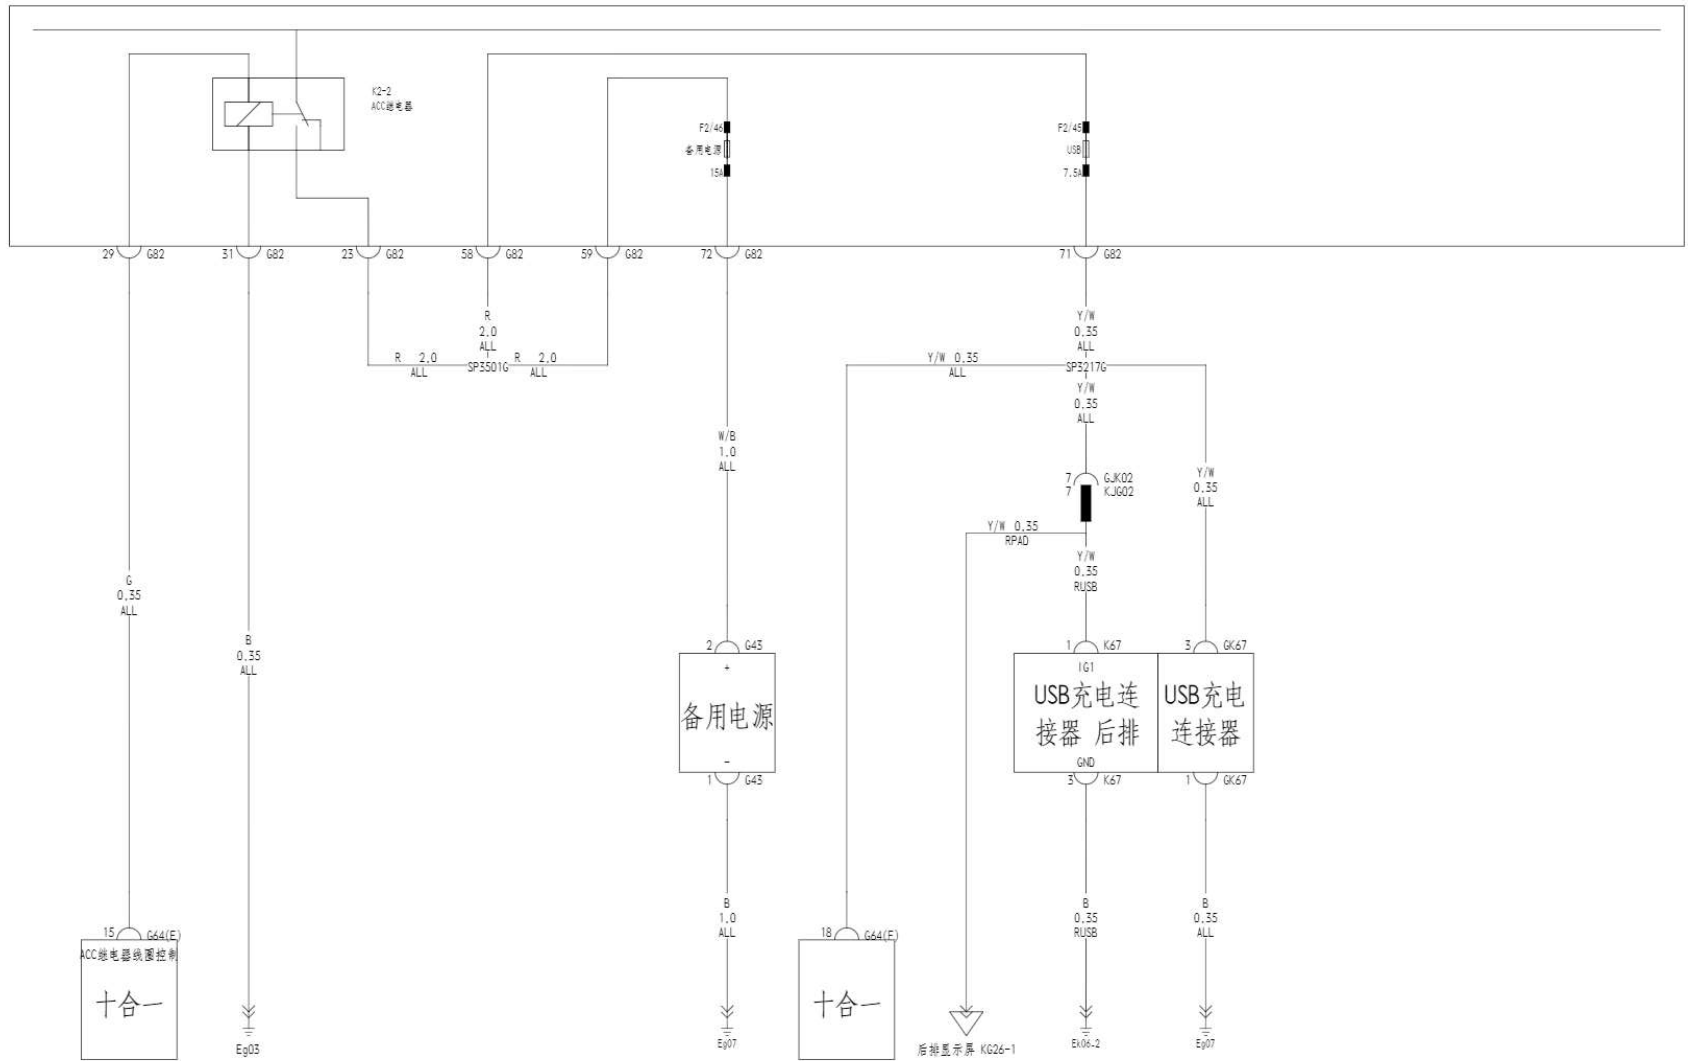 K2-2
ACC继电器
F2/46
备用电源
15A
F2/45
USB
7.5A
29 G82
31 G82
23 G82
58 G82
59 G82
72 G82
71 G82
R
2.0
ALL
R 2.0
ALL
SP3501G
R 2.0
ALL
Y/W
0.35
ALL
Y/W 0.35
ALL
SP3217G
Y/W
0.35
ALL
W/B
1.0
ALL
7 GJK02
7 KJG02
Y/W
0.35
ALL
Y/W 0.35
RPAD
Y/W
0.35
RUSB
G
0.35
ALL
B
0.35
ALL
2 G43
+
备用电源
-
1 G43
1 K67
IG1
USB充电连
接器 后排
GND
3 K67
3 GK67
USB充电
连接器
1 GK67
B
1.0
ALL
B
0.35
RUSB
B
0.35
ALL
15 G64(E)
ACC继电器线圈控制
十合一
18 G64(F)
十合一
Eg03
Eg07
后排显示屏 KG26-1
Ek06-2
Eg07